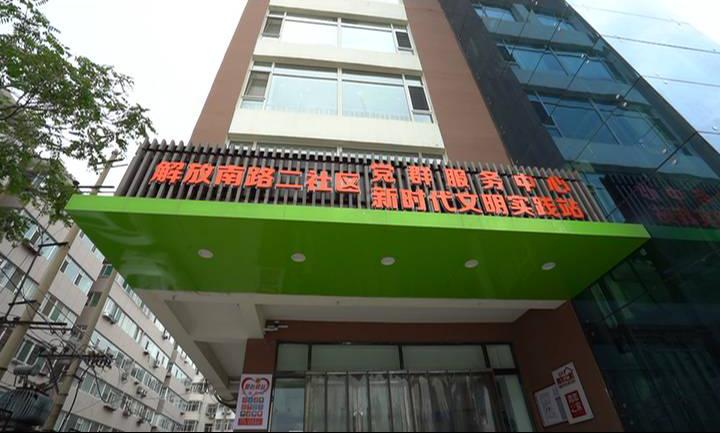 解放南路二社区
党群服务中心
新时代文明实践站